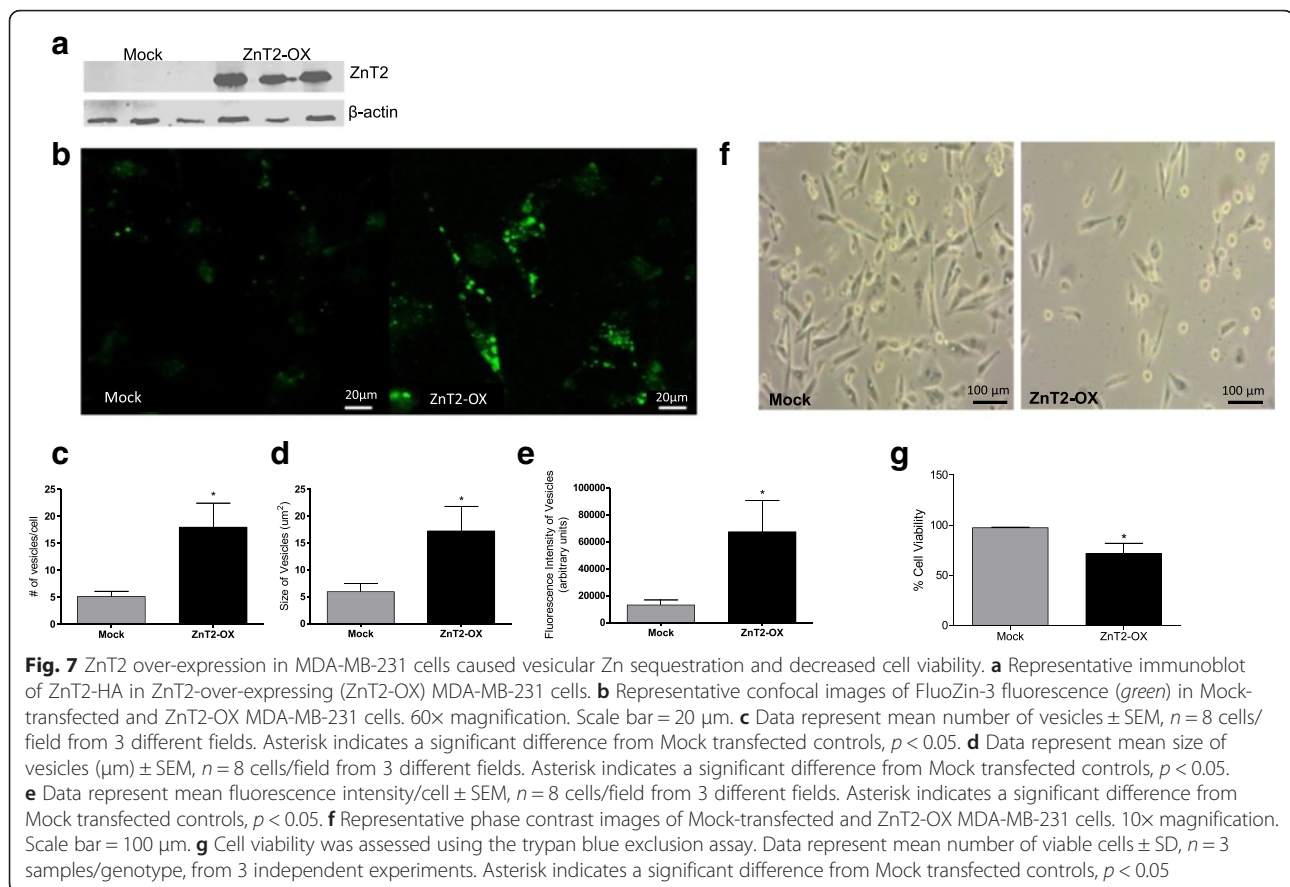 a
Mock ZnT2-OX
ZnT2
β-actin
b
Mock
20μm
ZnT2-OX
20μm
f
Mock
100 μm
ZnT2-OX
100 μm
c
# of vesicles/cell
25
20
15
10
5
0
Mock ZnT2-OX
*
d
Size of Vesicles (um²)
25
20
15
10
5
0
Mock ZnT2-OX
*
e
Fluorescence Intensity of Vesicles
(arbitrary units)
100000
80000
60000
40000
20000
0
Mock ZnT2-OX
*
g
% Cell Viability
150
100
50
0
Mock ZnT2-OX
*
Fig. 7 ZnT2 over-expression in MDA-MB-231 cells caused vesicular Zn sequestration and decreased cell viability. a Representative immunoblot
of ZnT2-HA in ZnT2-over-expressing (ZnT2-OX) MDA-MB-231 cells. b Representative confocal images of FluoZin-3 fluorescence (green) in Mock-
transfected and ZnT2-OX MDA-MB-231 cells. 60× magnification. Scale bar = 20 μm. c Data represent mean number of vesicles ± SEM, n = 8 cells/
field from 3 different fields. Asterisk indicates a significant difference from Mock transfected controls, p < 0.05. d Data represent mean size of
vesicles (μm) ± SEM, n = 8 cells/field from 3 different fields. Asterisk indicates a significant difference from Mock transfected controls, p < 0.05.
e Data represent mean fluorescence intensity/cell ± SEM, n = 8 cells/field from 3 different fields. Asterisk indicates a significant difference from
Mock transfected controls, p < 0.05. f Representative phase contrast images of Mock-transfected and ZnT2-OX MDA-MB-231 cells. 10× magnification.
Scale bar = 100 μm. g Cell viability was assessed using the trypan blue exclusion assay. Data represent mean number of viable cells ± SD, n = 3
samples/genotype, from 3 independent experiments. Asterisk indicates a significant difference from Mock transfected controls, p < 0.05